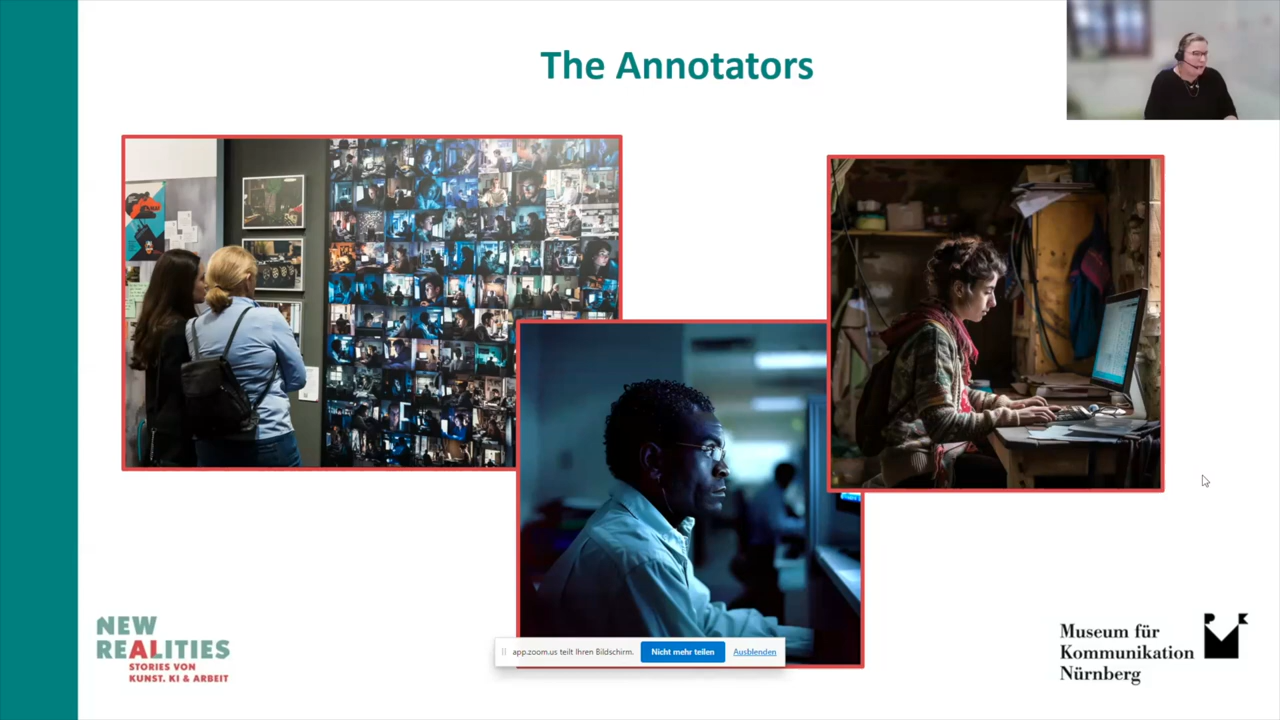 The Annotators
NEW
REALITIES
STORIES VON
KUNST, KI & ARBEIT
app.zoom.us teilt Ihren Bildschirm.
Nicht mehr teilen
Ausblenden
Museum für
Kommunikation
Nürnberg